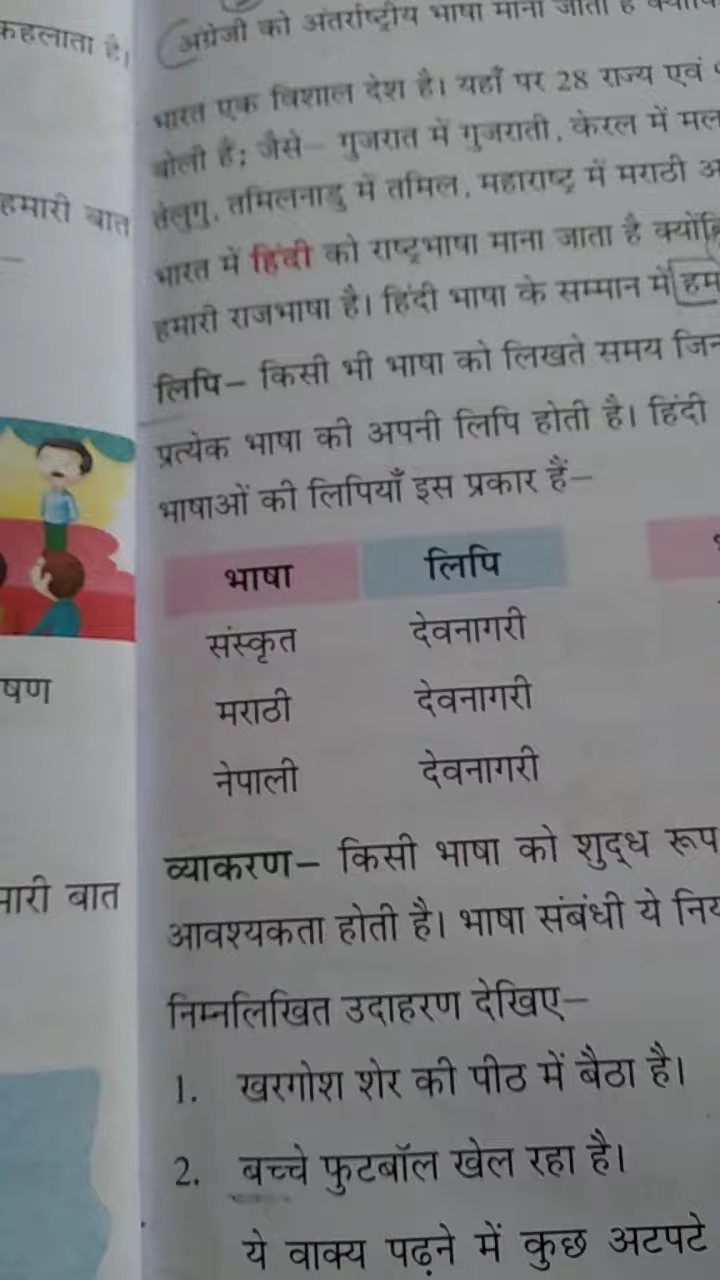 कहलाता है।
हमारी बात
षण
बात
अंग्रेजी को अंतर्राष्ट्रीय भाषा माना जाता है
भारत एक विशाल देश है। यहाँ पर 28 राज्य एवं
बोली हैं; जैसे– गुजरात में गुजराती, केरल में
तेलुगु, तमिलनाडु में तमिल, महाराष्ट्र में मराठी
भारत में हिंदी को राष्ट्रभाषा माना जाता है
हमारी राजभाषा है। हिंदी भाषा के सम्मान में हम
लिपि– किसी भी भाषा को लिखते समय
प्रत्येक भाषा की अपनी लिपि होती है। हिंदी
भाषाओं की लिपियाँ इस प्रकार हैं–
भाषा लिपि
संस्कृत देवनागरी
मराठी देवनागरी
नेपाली देवनागरी
व्याकरण– किसी भाषा को शुद्ध रूप
आवश्यकता होती है। भाषा संबंधी ये
निम्नलिखित उदाहरण देखिए–
1. खरगोश शेर की पीठ में बैठा है।
2. बच्चे फुटबॉल खेल रहा है।
ये वाक्य पढ़ने में कुछ अटपटे